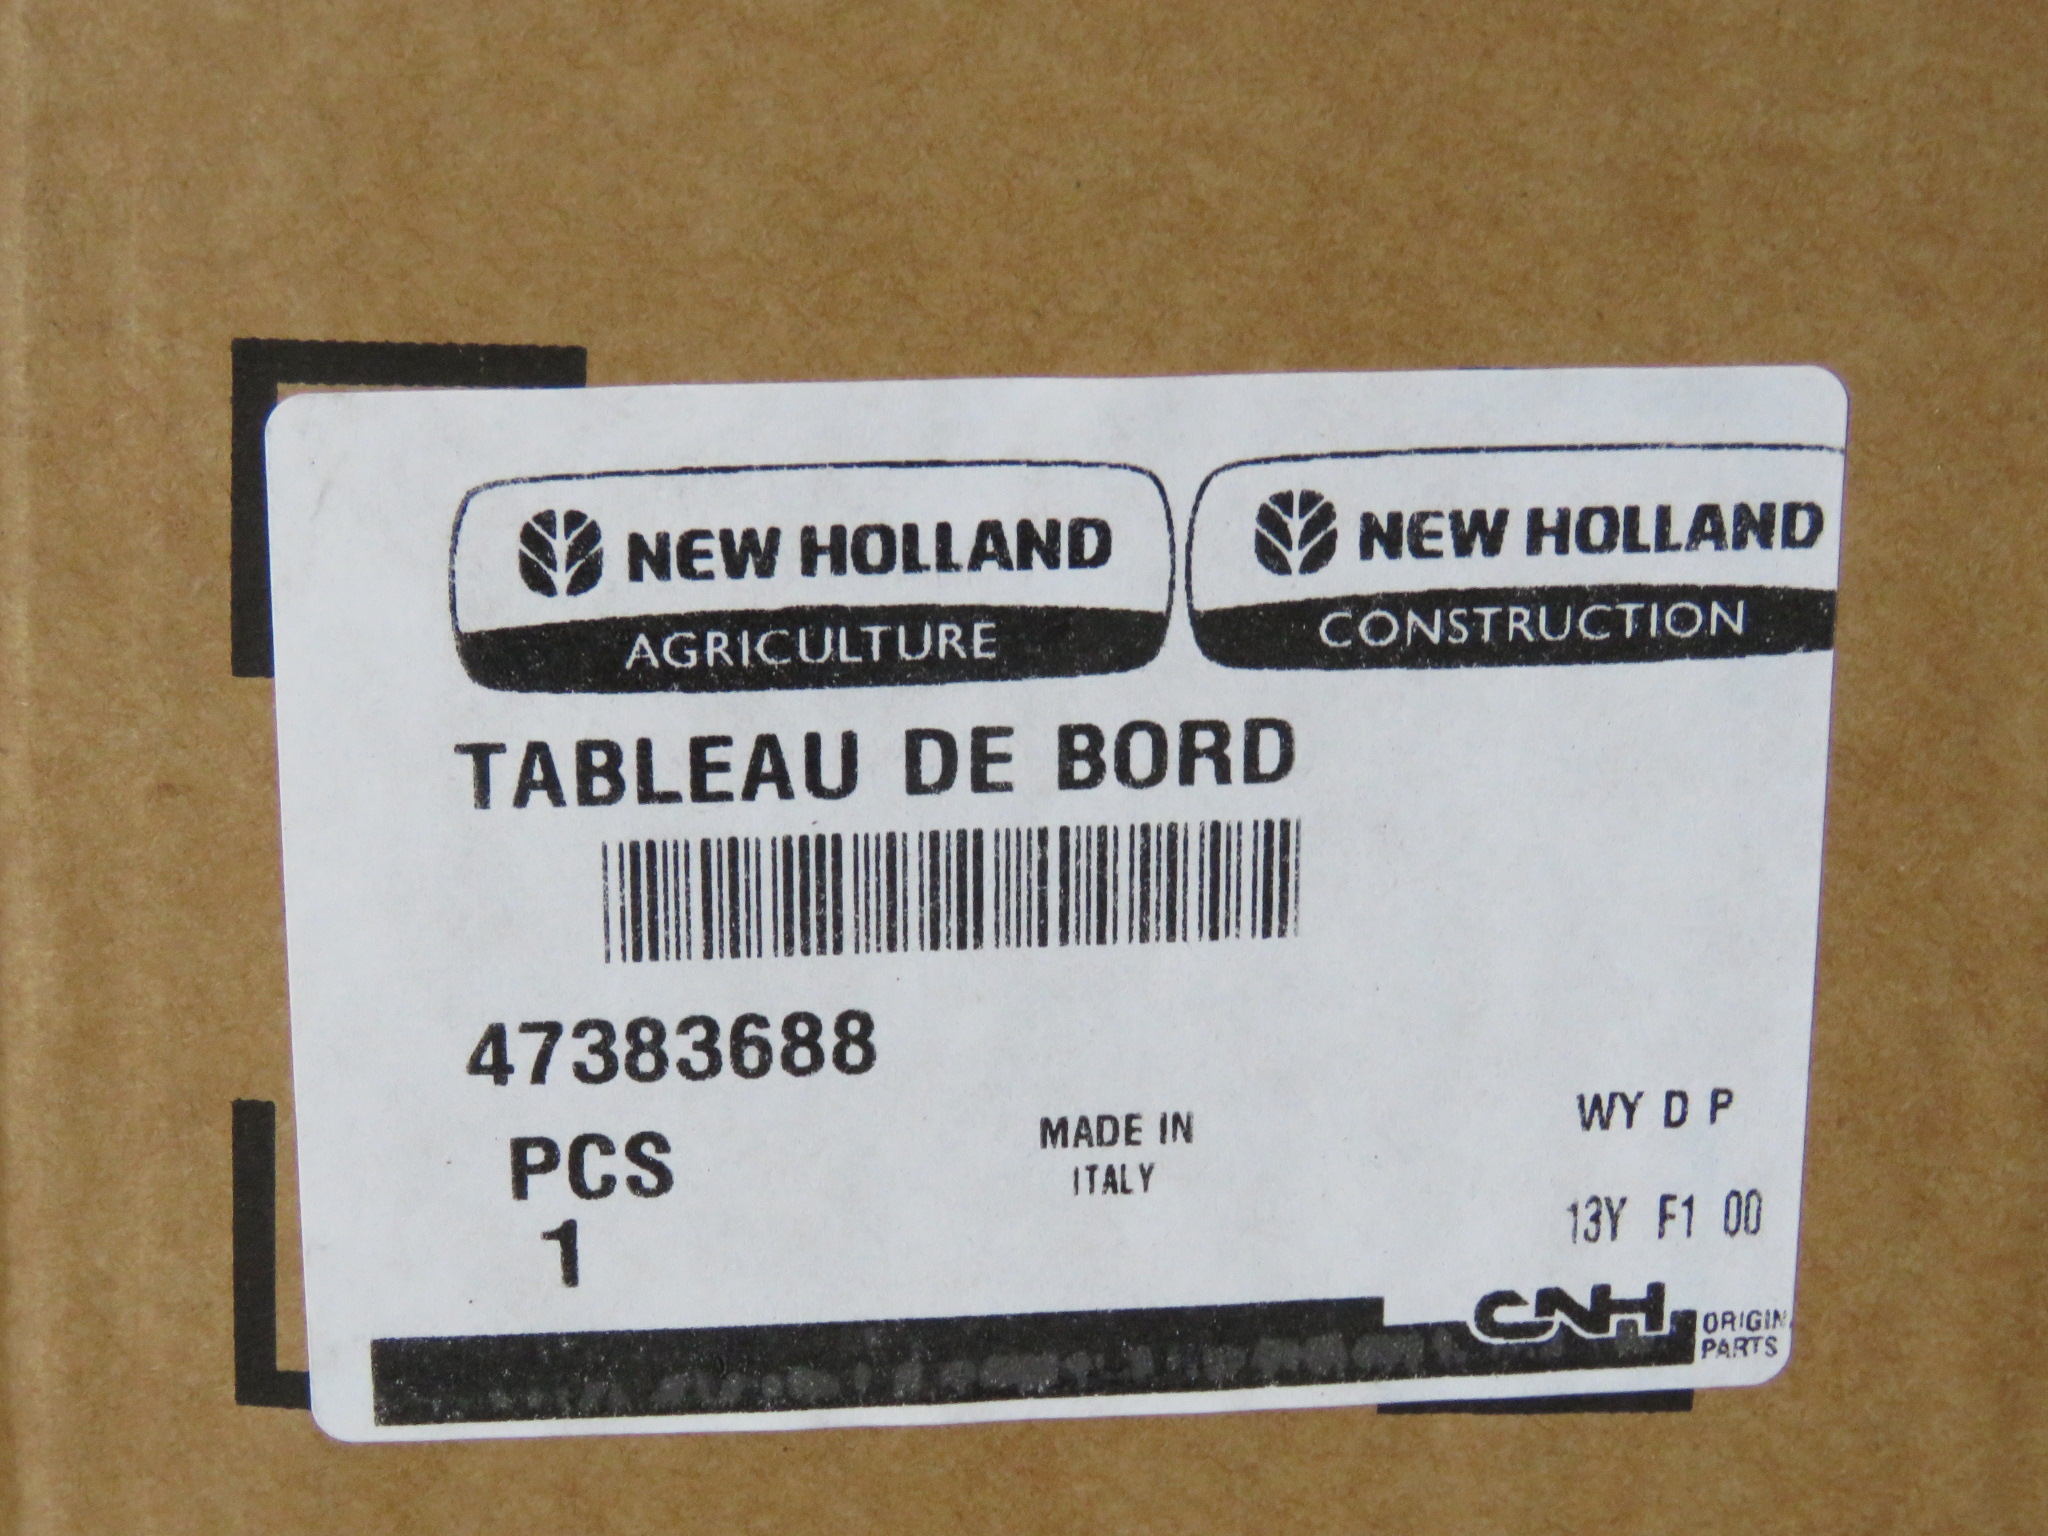 NEW HOLLAND
AGRICULTURE
NEW HOLLAND
CONSTRUCTION
TABLEAU DE BORD
47383688
PCS
1
MADE IN
ITALY
WY D P
13Y F1 00
CNH
ORIGIN
PARTS